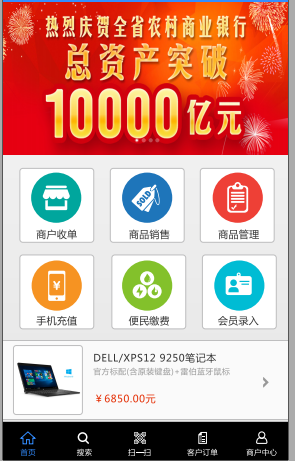 热烈庆贺全省农村商业银行
总资产突破
10000亿元
商户收单
商品销售
商品管理
手机充值
便民缴费
会员录入
DELL/XPS12 9250笔记本
官方标配(含原装键盘)+雷伯蓝牙鼠标
￥6850.00元
首页
搜索
扫一扫
客户订单
商户中心